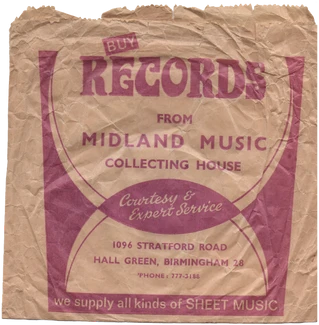 BUY
RECORDS
FROM
MIDLAND MUSIC
COLLECTING HOUSE
Courtesy &
Expert Service
1096 STRATFORD ROAD
HALL GREEN, BIRMINGHAM 28
'PHONE: 777-3188
we supply all kinds of SHEET MUSIC